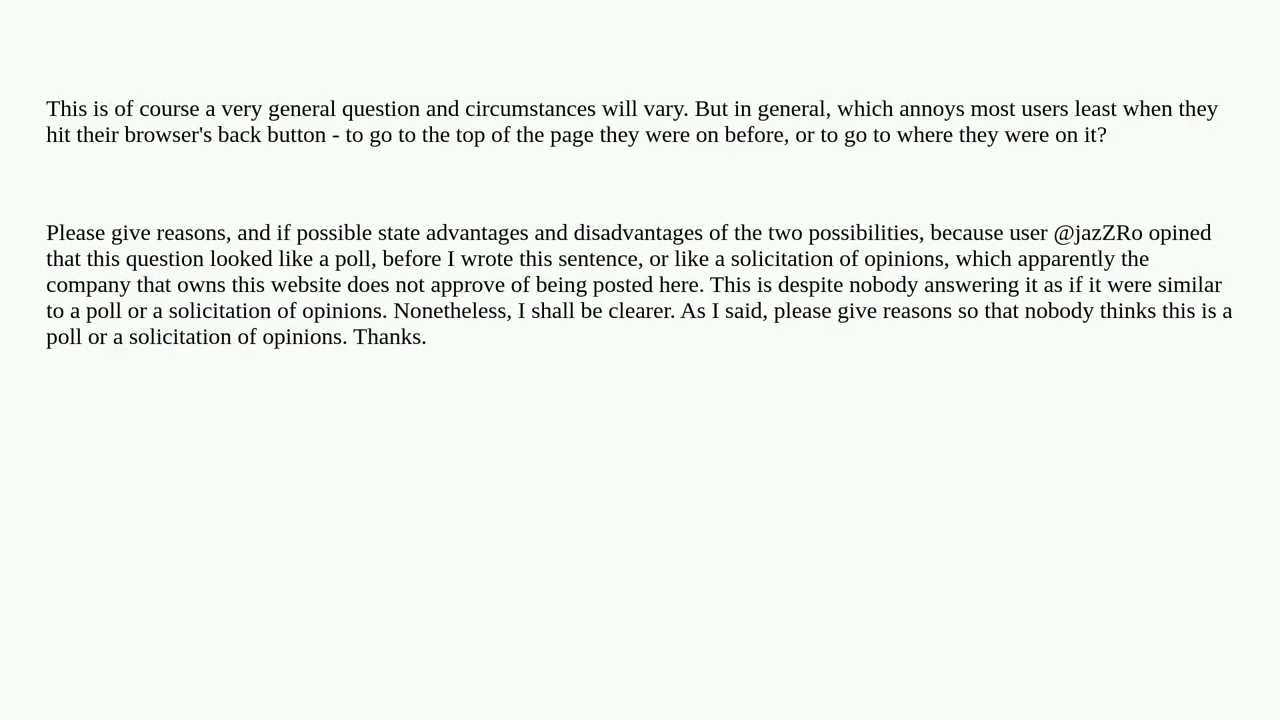 This is of course a very general question and circumstances will vary. But in general, which annoys most users least when they
hit their browser's back button - to go to the top of the page they were on before, or to go to where they were on it?
Please give reasons, and if possible state advantages and disadvantages of the two possibilities, because user @jazZRo opined
that this question looked like a poll, before I wrote this sentence, or like a solicitation of opinions, which apparently the
company that owns this website does not approve of being posted here. This is despite nobody answering it as if it were similar
to a poll or a solicitation of opinions. Nonetheless, I shall be clearer. As I said, please give reasons so that nobody thinks this is a
poll or a solicitation of opinions. Thanks.